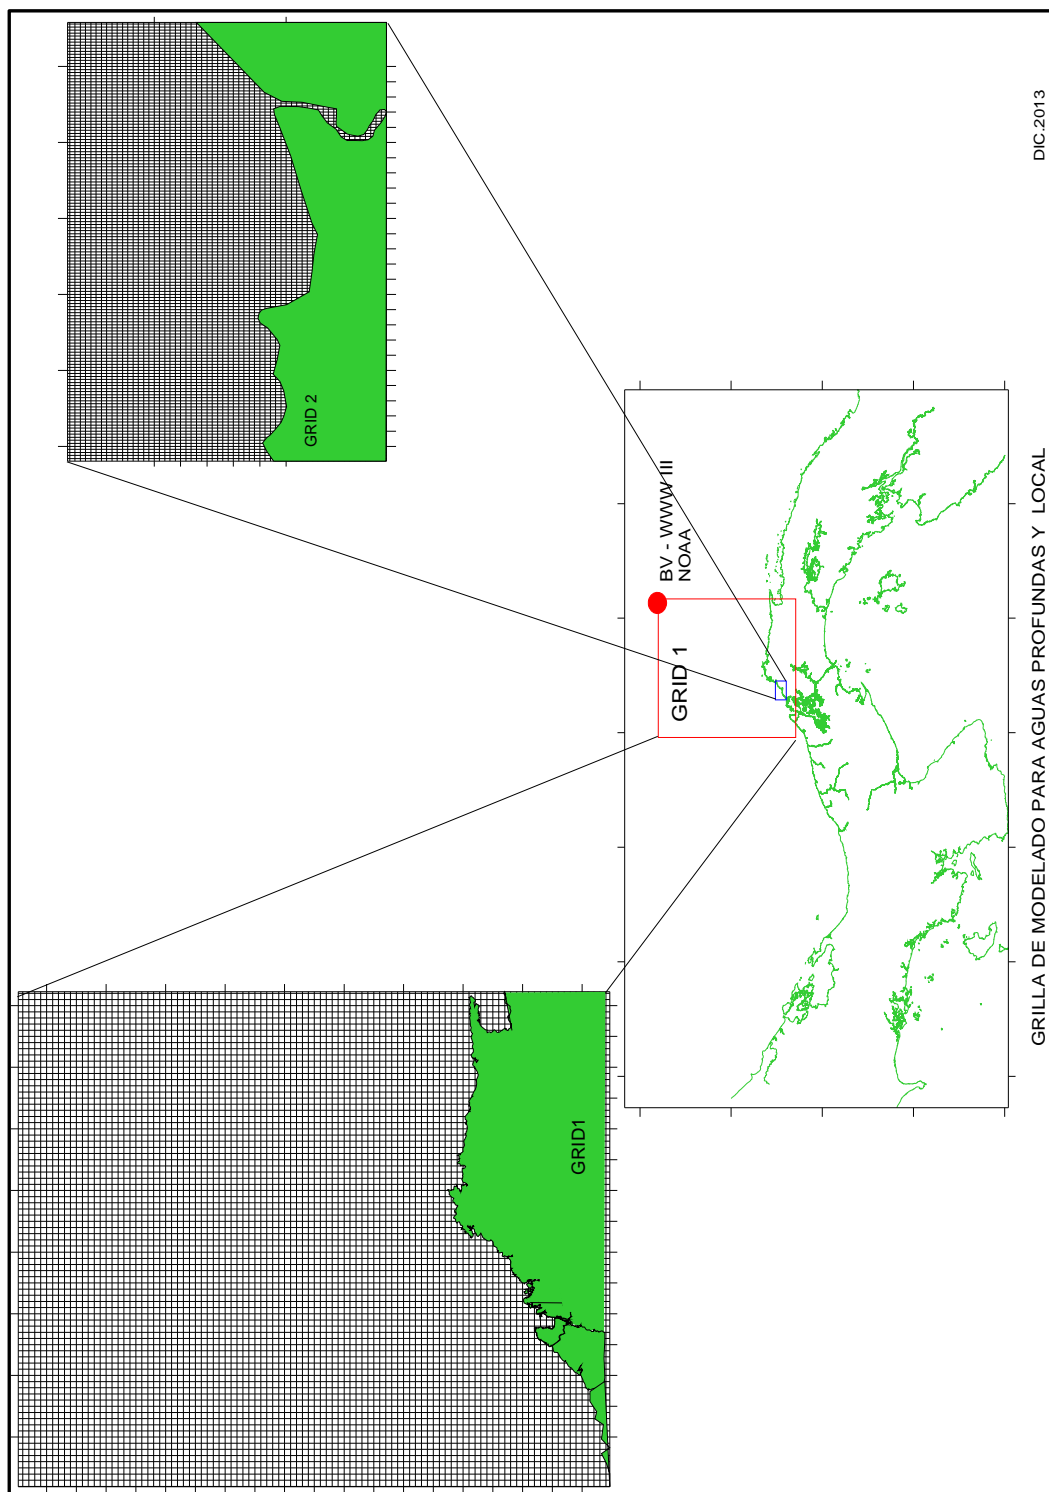 DIC.2013
GRID 2
BV - WWW III
NOAA
GRID 1
GRID1
GRILLA DE MODELADO PARA AGUAS PROFUNDAS Y LOCAL